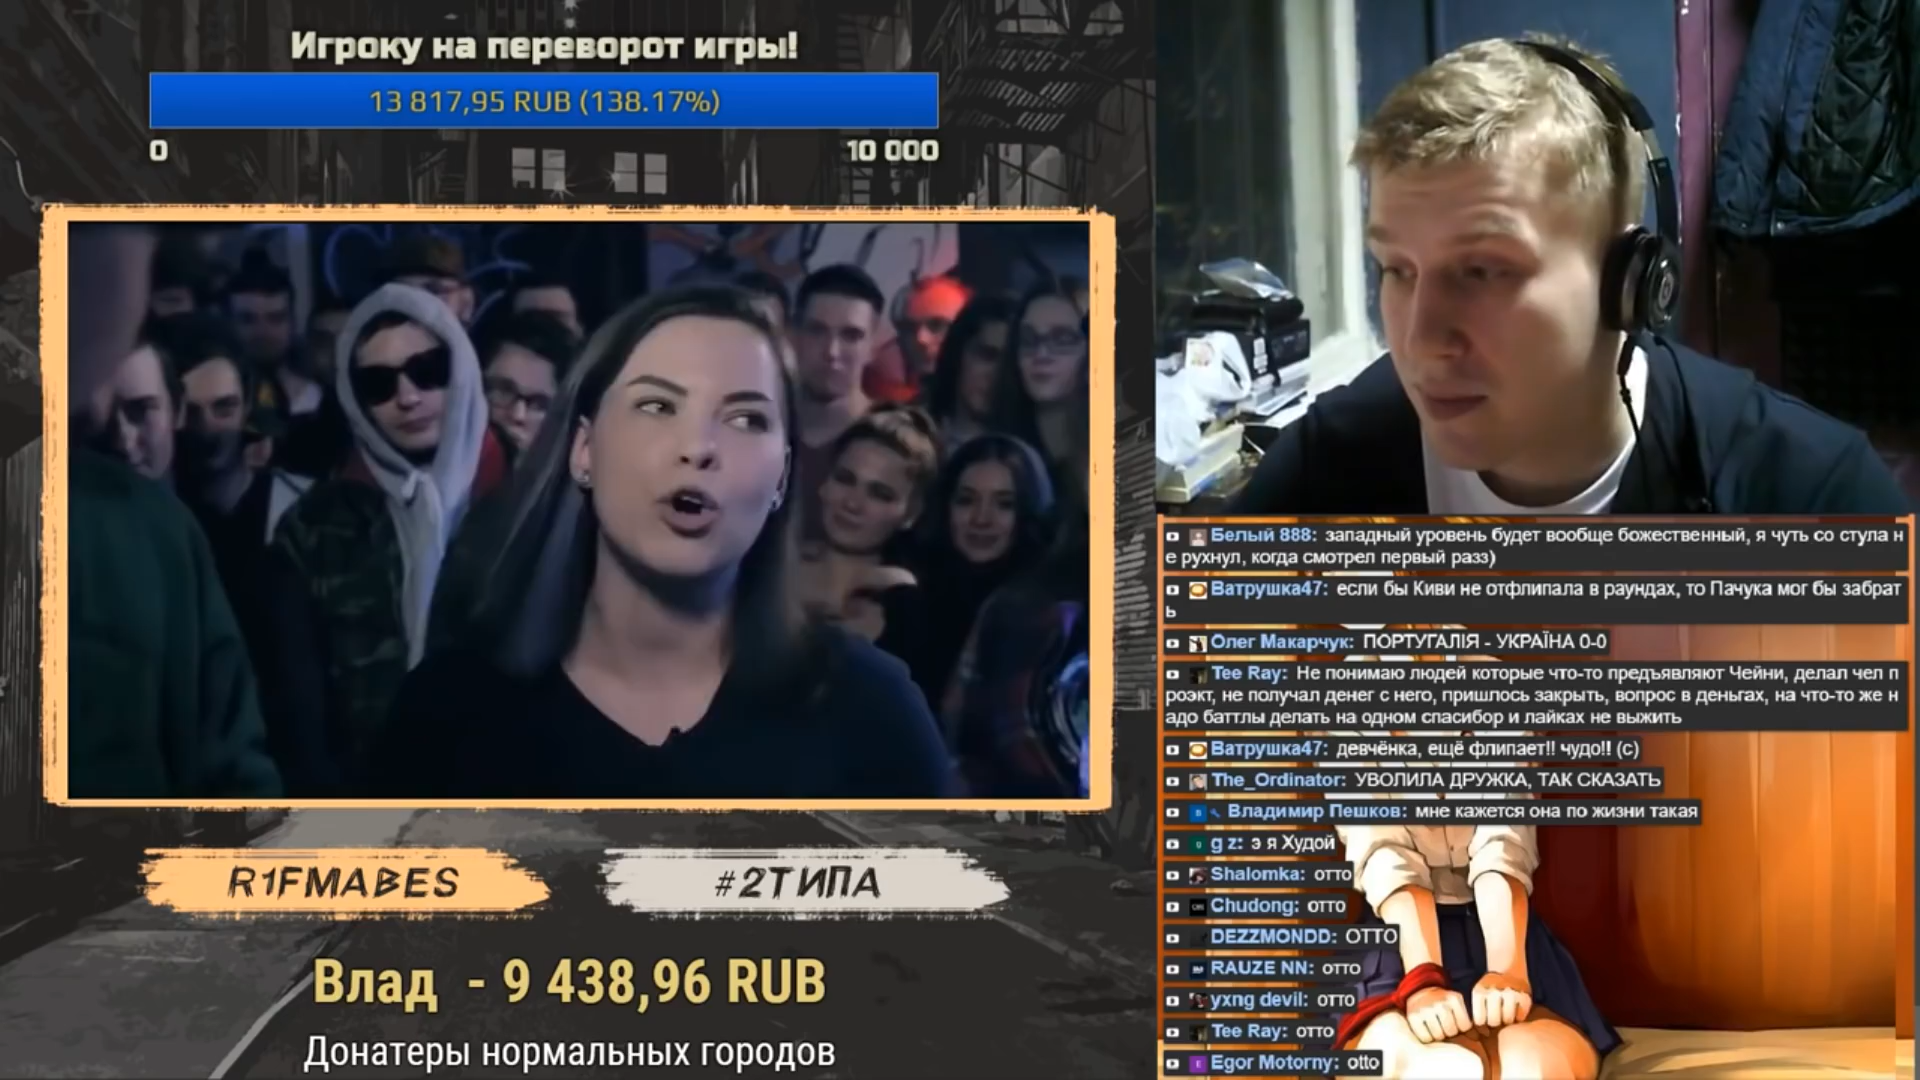 Игроку на переворот игры!
13 817,95 RUB (138.17%)
0
10 000
R1FMABES
#2ТИПА
Влад - 9 438,96 RUB
Донатеры нормальных городов
Белый 888: западный уровень будет вообще божественный, я чуть со стула н
е рухнул, когда смотрел первый разз)
Ватрушка47: если бы Киви не отфлипала в раундах, то Пачука мог бы забрат
ь
Олег Макарчук: ПОРТУГАЛІЯ - УКРАЇНА 0-0
Tee Ray: Не понимаю людей которые что-то предъявляют Чейни, делал чел п
роэкт, не получал денег с него, пришлось закрыть, вопрос в деньгах, на что-то же н
адо баттлы делать на одном спасибор и лайках не выжить
Ватрушка47: девчёнка, ещё флипает!! чудо!! (с)
The_Ordinator: УВОЛИЛА ДРУЖКА, ТАК СКАЗАТЬ
Владимир Пешков: мне кажется она по жизни такая
g z: э я Худой
Shalomka: отто
Chudong: отто
DEZZMONDD: ОТТО
RAUZE NN: отто
yxng devil: отто
Tee Ray: отто
Egor Motorny: otto